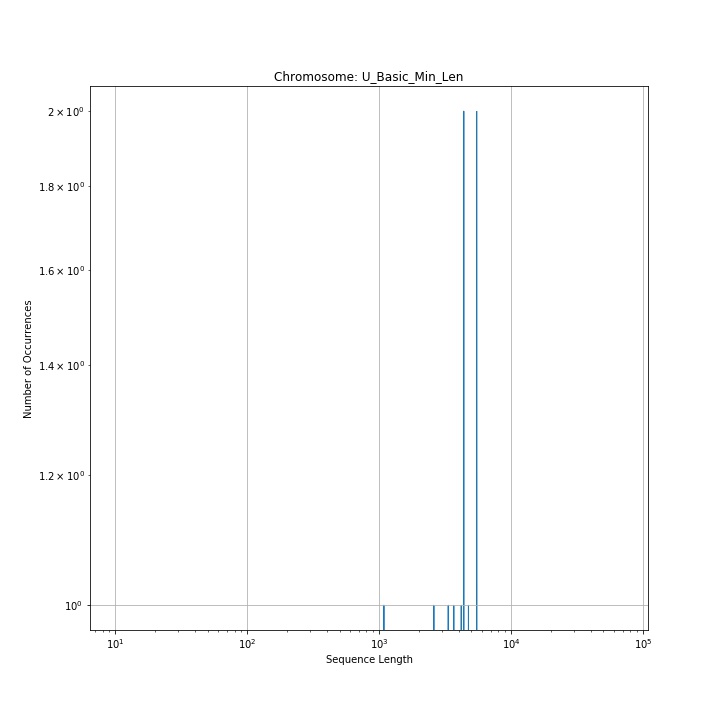 Chromosome: U_Basic_Min_Len
2 × 10⁰
1.8 × 10⁰
1.6 × 10⁰
1.4 × 10⁰
1.2 × 10⁰
10⁰
Number of Occurrences
10¹ 10² 10³ 10⁴ 10⁵
Sequence Length